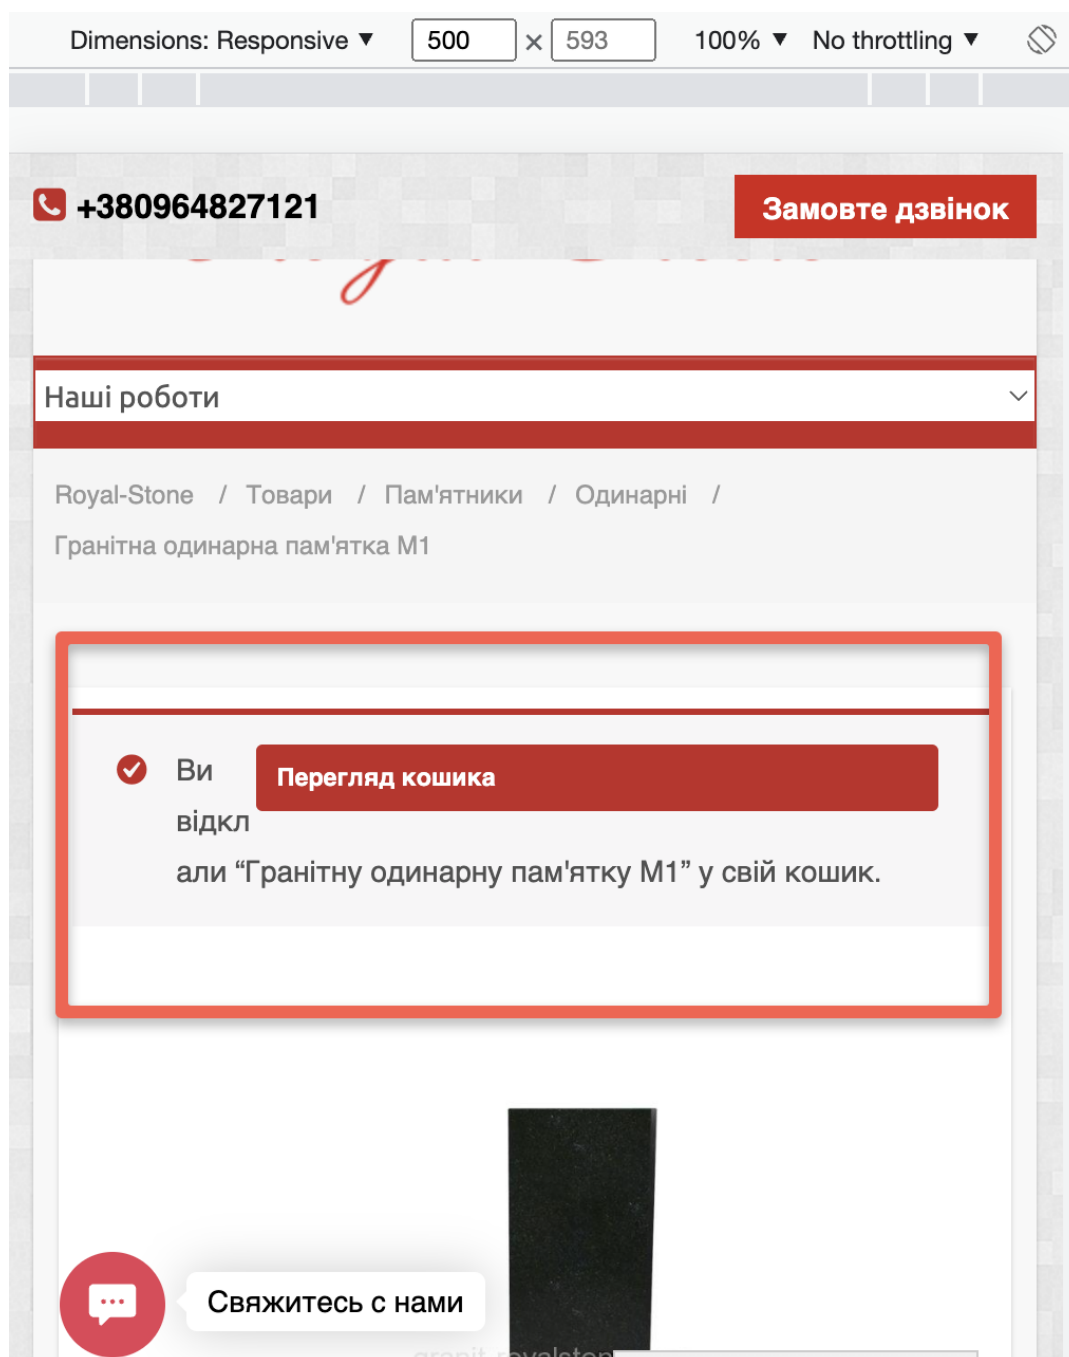 Dimensions: Responsive ▼ 500 × 593 100% ▼ No throttling ▼
+380964827121 Замовте дзвінок
Наші роботи
Royal-Stone / Товари / Пам'ятники / Одинарні /
Гранітна одинарна пам'ятка М1
Ви Перегляд кошика
відкл
али “Гранітну одинарну пам'ятку М1” у свій кошик.
Свяжитесь с нами